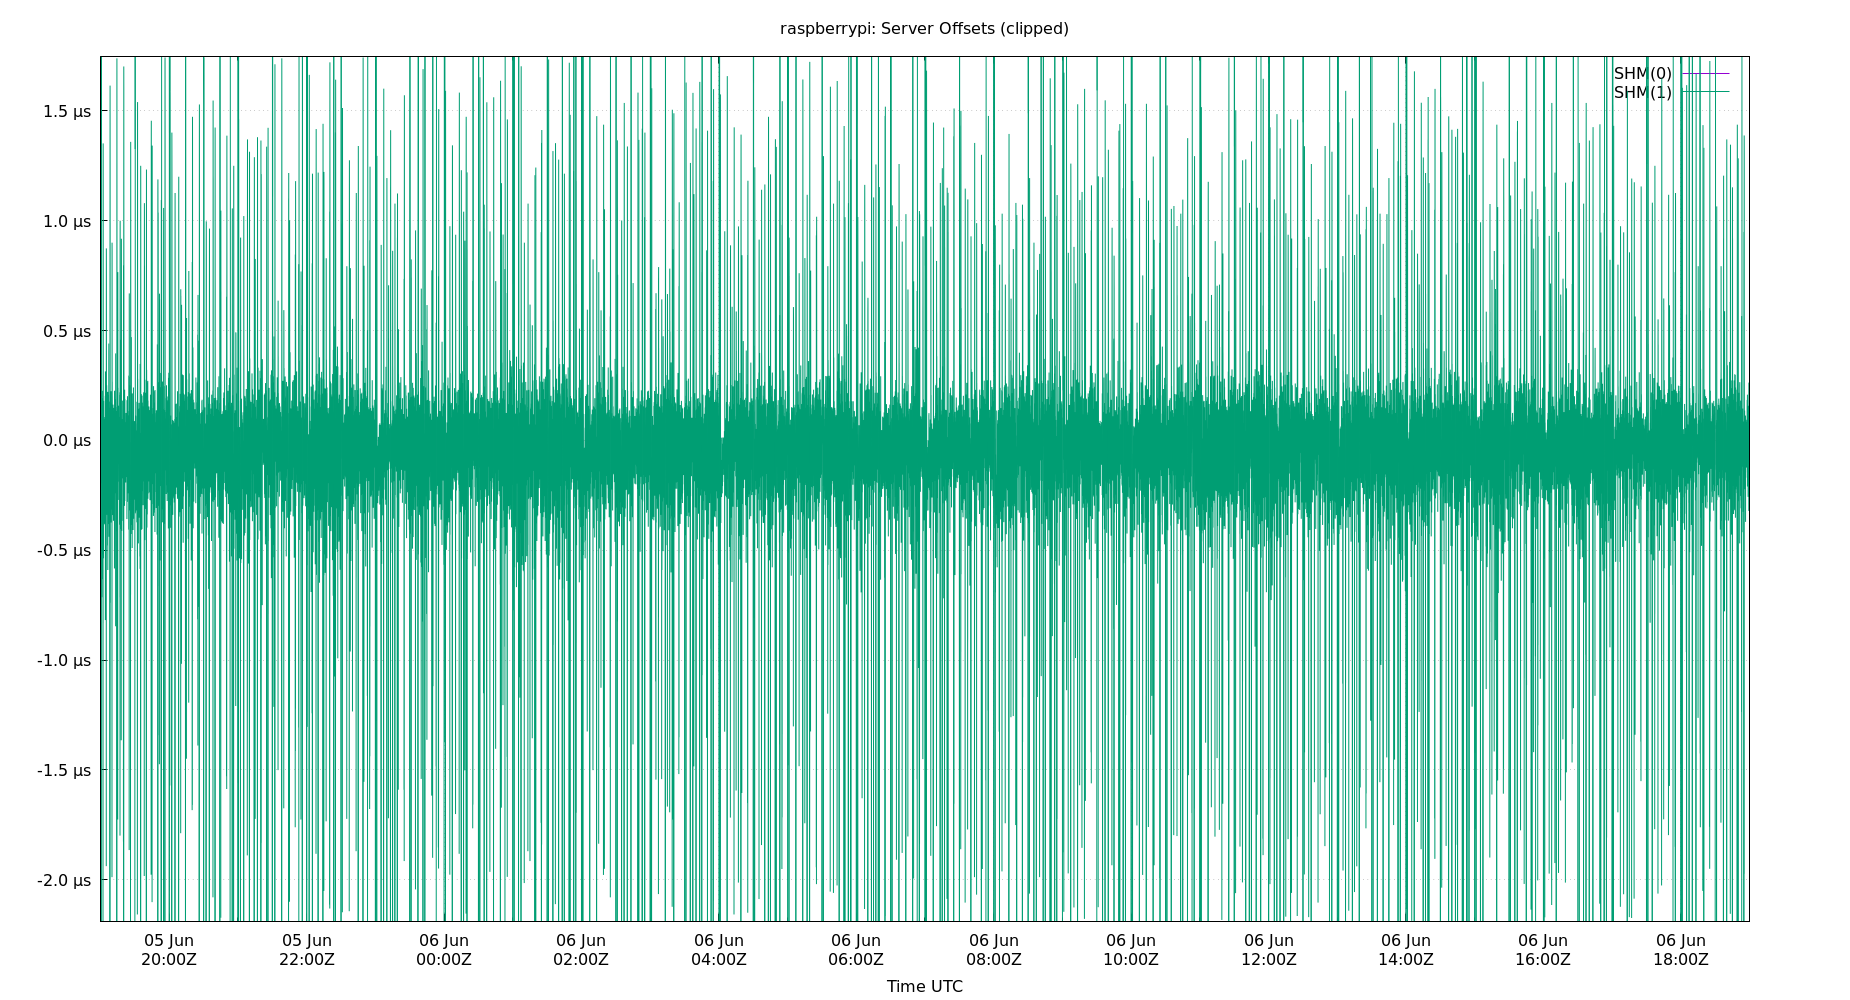 raspberrypi: Server Offsets (clipped)
SHM(0)
SHM(1)
1.5 µs
1.0 µs
0.5 µs
0.0 µs
-0.5 µs
-1.0 µs
-1.5 µs
-2.0 µs
05 Jun 05 Jun 06 Jun 06 Jun 06 Jun 06 Jun 06 Jun 06 Jun 06 Jun 06 Jun 06 Jun 06 Jun
20:00Z 22:00Z 00:00Z 02:00Z 04:00Z 06:00Z 08:00Z 10:00Z 12:00Z 14:00Z 16:00Z 18:00Z
Time UTC